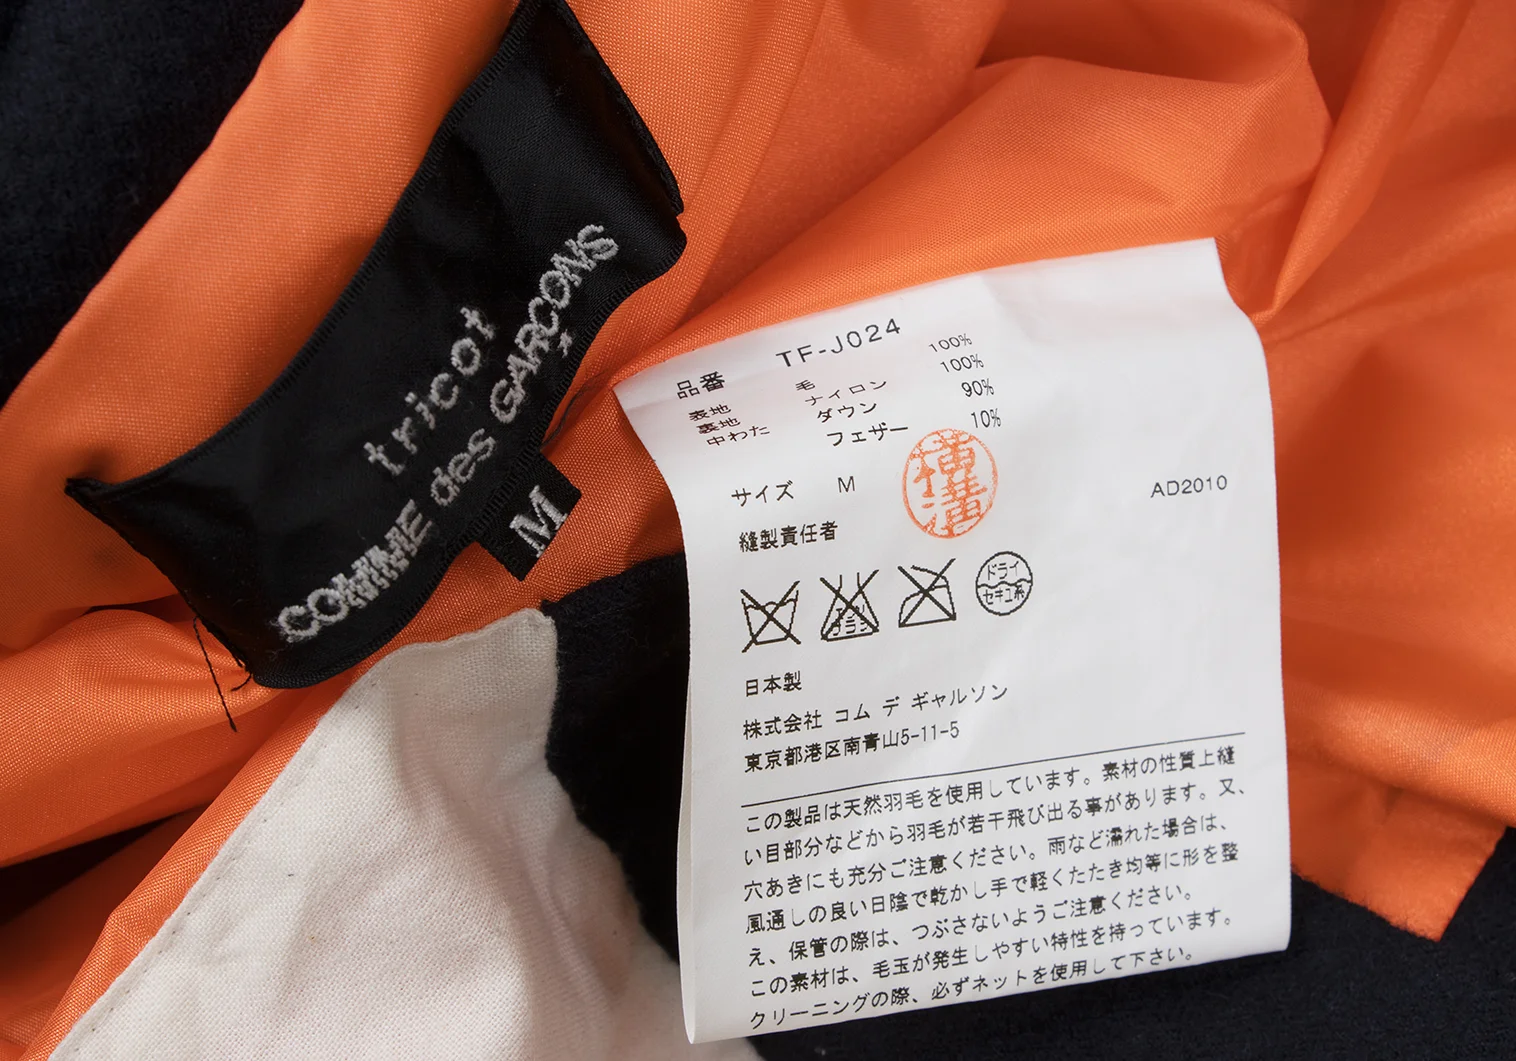 tricot
COMME des GARÇONS
M
品番 TF-J024
表地 毛 100%
裏地 ナイロン 100%
中わた ダウン 90%
フェザー 10%
サイズ M
AD2010
縫製責任者
横溝
ドライ
セキユ系
日本製
株式会社 コム デ ギャルソン
東京都港区南青山5-11-5
この製品は天然羽毛を使用しています。素材の性質上縫
い目部分などから羽毛が若干飛び出る事があります。又、
穴あきにも充分ご注意ください。雨など濡れた場合は、
風通しの良い日陰で乾かし手で軽くたたき均等に形を整
え、保管の際は、つぶさないようご注意ください。
この素材は、毛玉が発生しやすい特性を持っています。
クリーニングの際、必ずネットを使用して下さい。